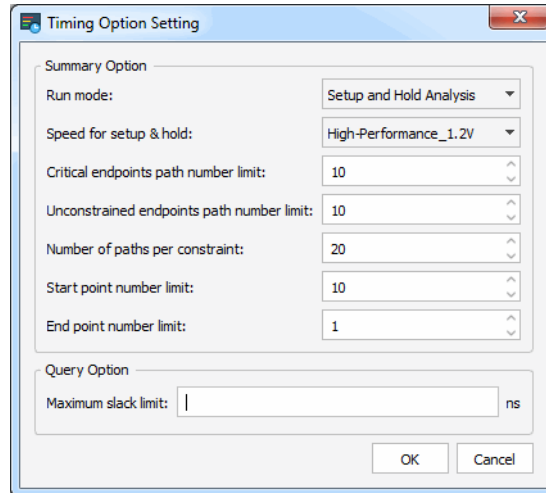 Timing Option Setting
Summary Option
Run mode: Setup and Hold Analysis
Speed for setup & hold: High-Performance_1.2V
Critical endpoints path number limit: 10
Unconstrained endpoints path number limit: 10
Number of paths per constraint: 20
Start point number limit: 10
End point number limit: 1
Query Option
Maximum slack limit: ns
OK Cancel